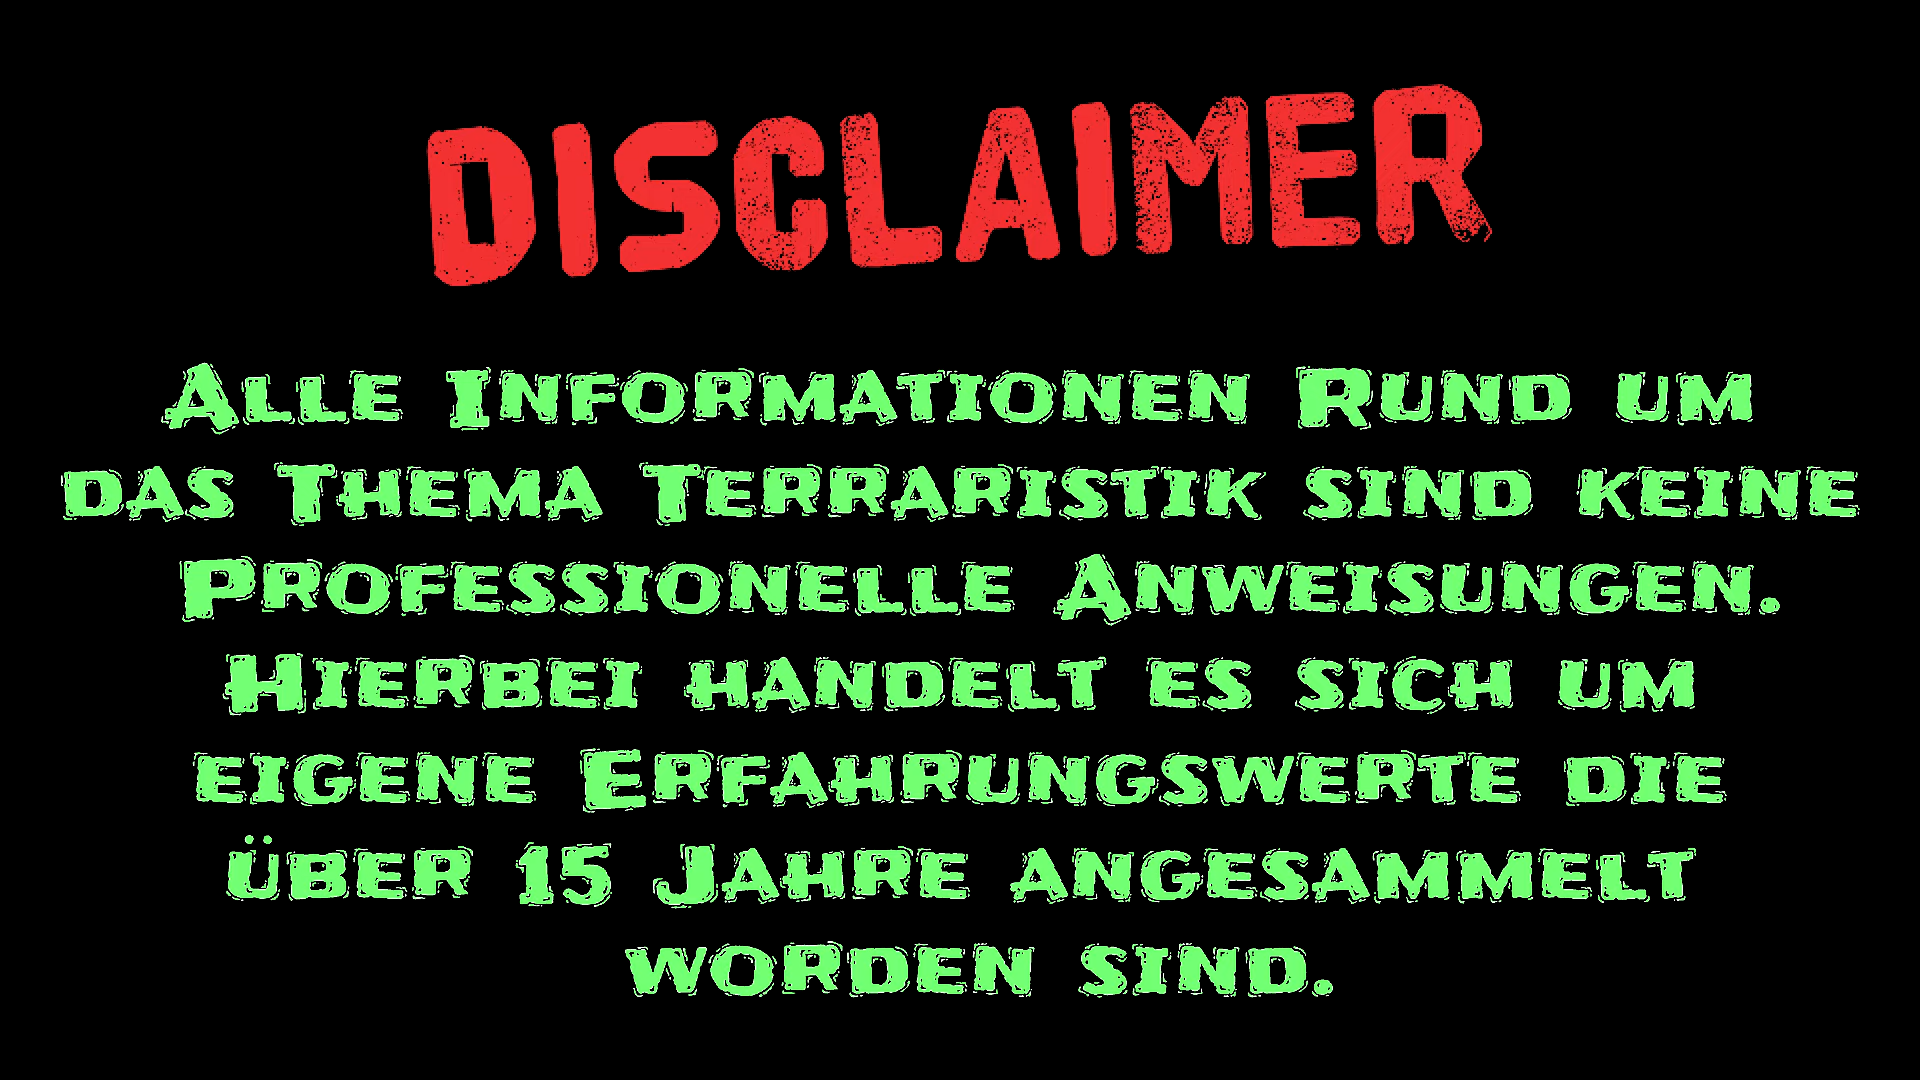 DISCLAIMER
Alle Informationen Rund um
das Thema Terraristik sind keine
Professionelle Anweisungen.
Hierbei handelt es sich um
eigene Erfahrungswerte die
über 15 Jahre angesammelt
worden sind.